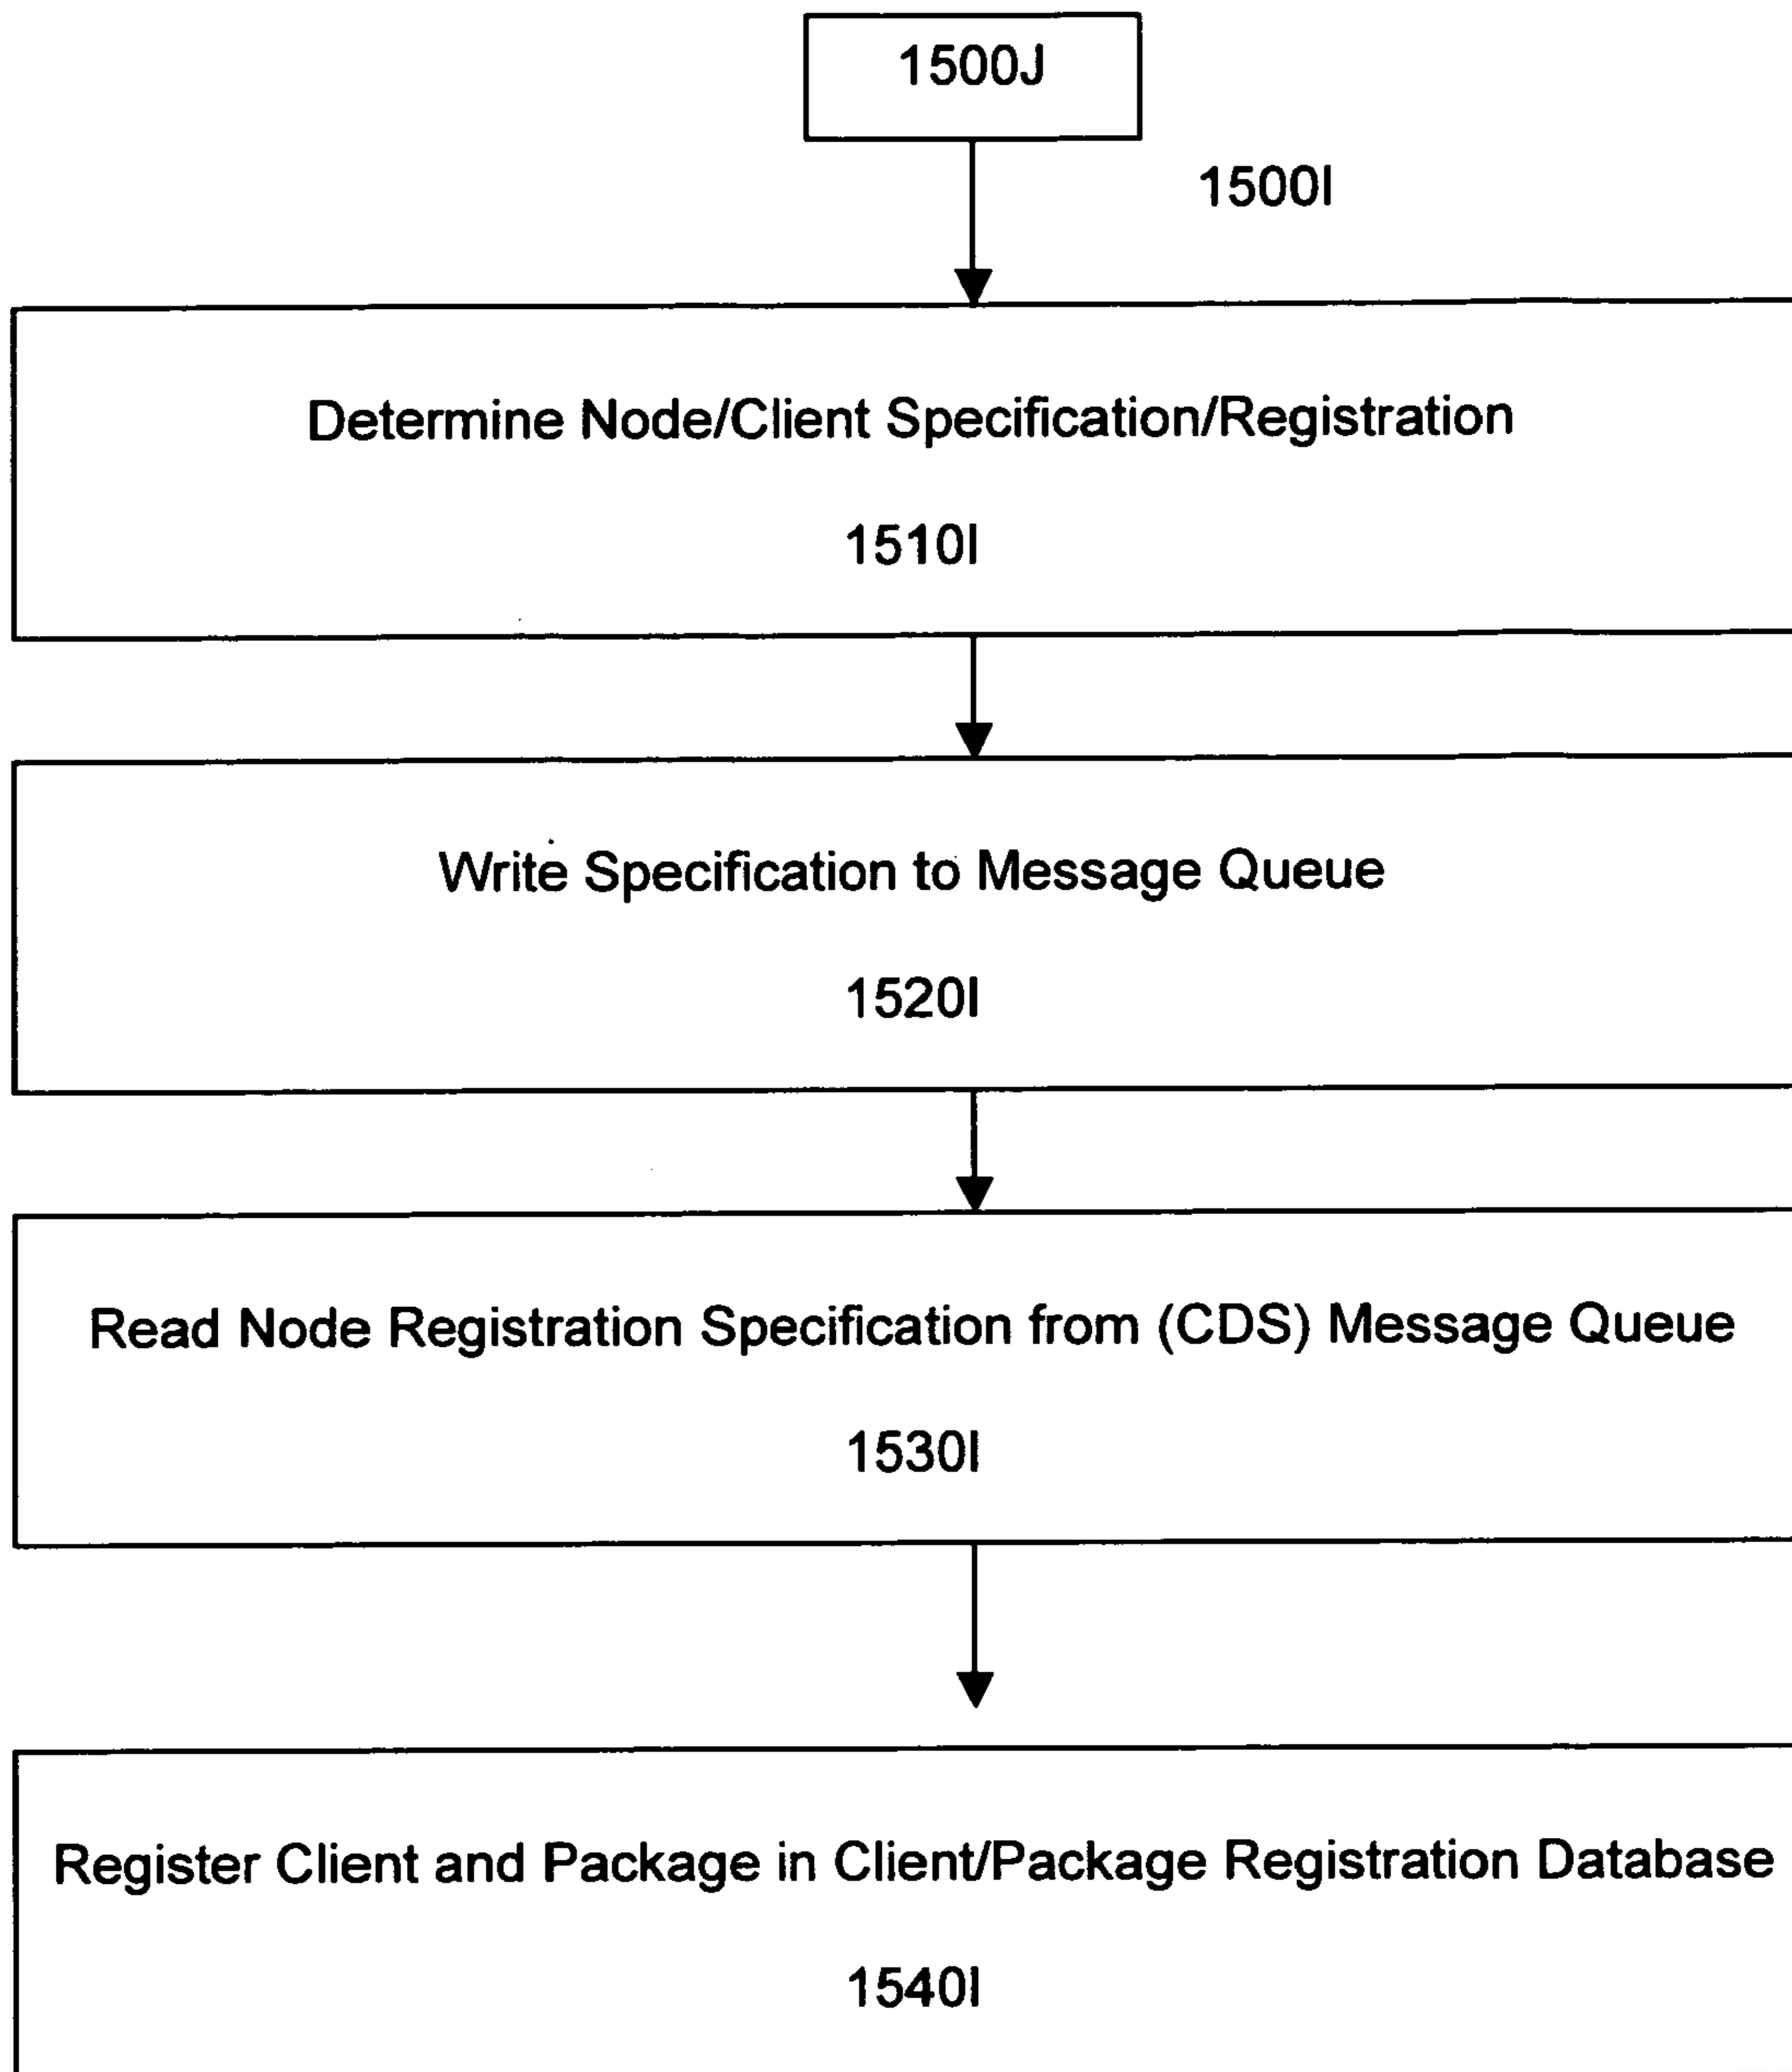 1500J
1500I
Determine Node/Client Specification/Registration
1510I
Write Specification to Message Queue
1520I
Read Node Registration Specification from (CDS) Message Queue
1530I
Register Client and Package in Client/Package Registration Database
1540I